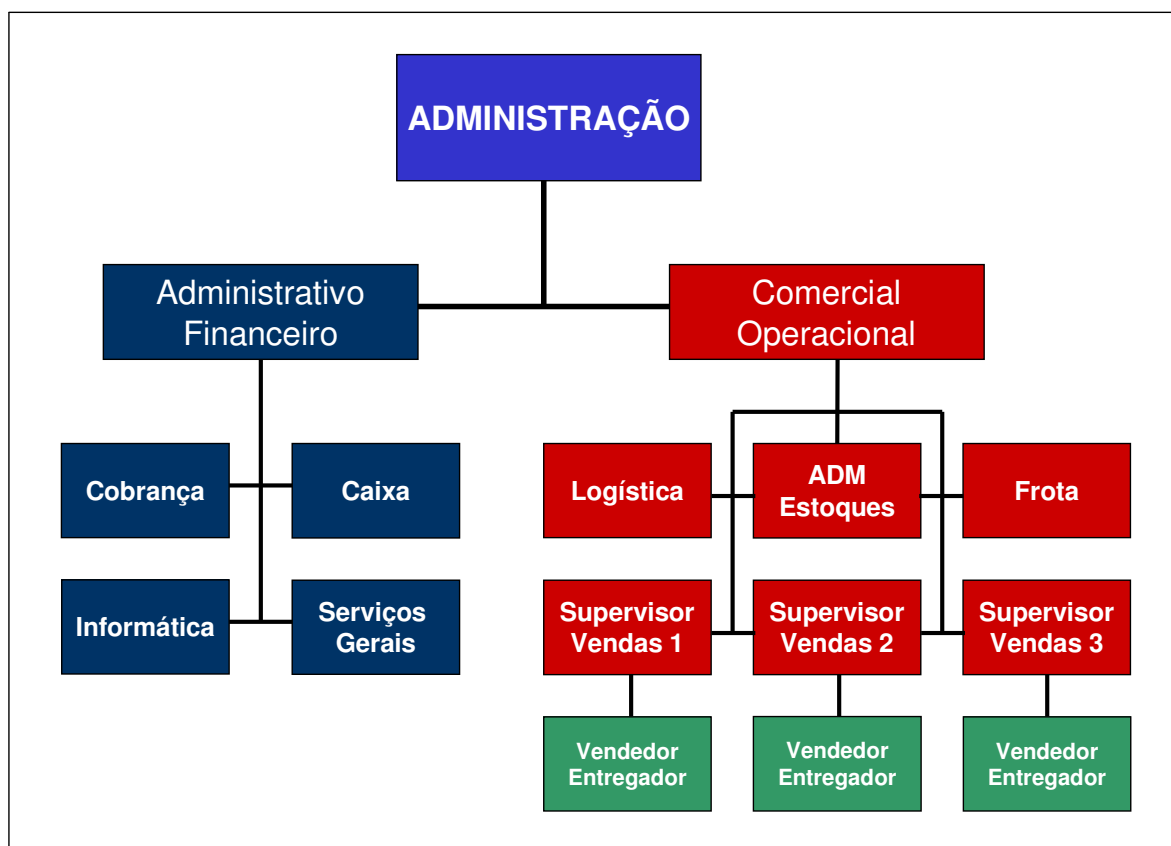 ADMINISTRAÇÃO
Administrativo
Financeiro
Comercial
Operacional
Cobrança
Caixa
Logística
ADM
Estoques
Frota
Informática
Serviços
Gerais
Supervisor
Vendas 1
Supervisor
Vendas 2
Supervisor
Vendas 3
Vendedor
Entregador
Vendedor
Entregador
Vendedor
Entregador